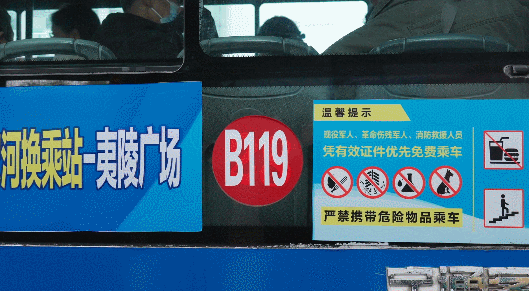 河换乘站-夷陵广场
B119
温馨提示
现役军人、革命伤残军人、消防救援人员
凭有效证件优先免费乘车
严禁携带危险物品乘车